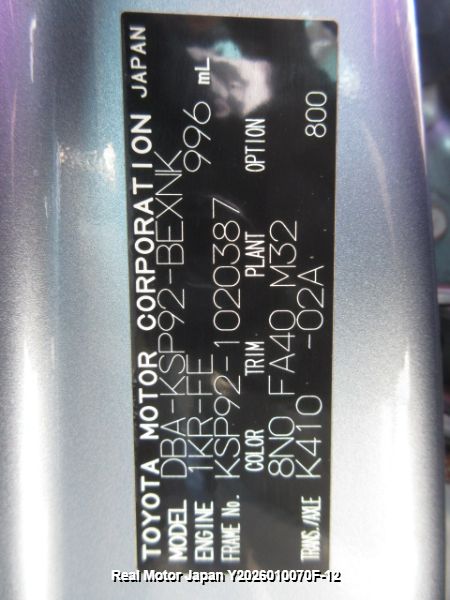 TOYOTA MOTOR CORPORATION JAPAN
MODEL DBA-KSP92-BEXNK
ENGINE 1KR-FE 996 mL
FRAME No. KSP92-1020387
COLOR TRIM PLANT OPTION
8N0 FA40 M32 800
TRANS./AXLE K410 -02A
Real Motor Japan Y2026010070F-12